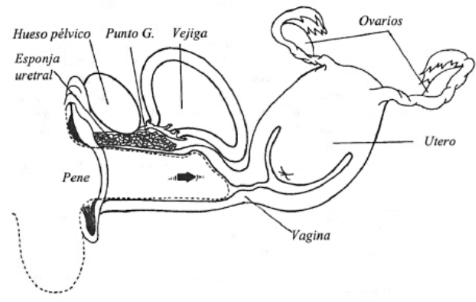 Hueso pélvico
Punto G.
Vejiga
Ovarios
Esponja
uretral
Pene
Utero
Vagina